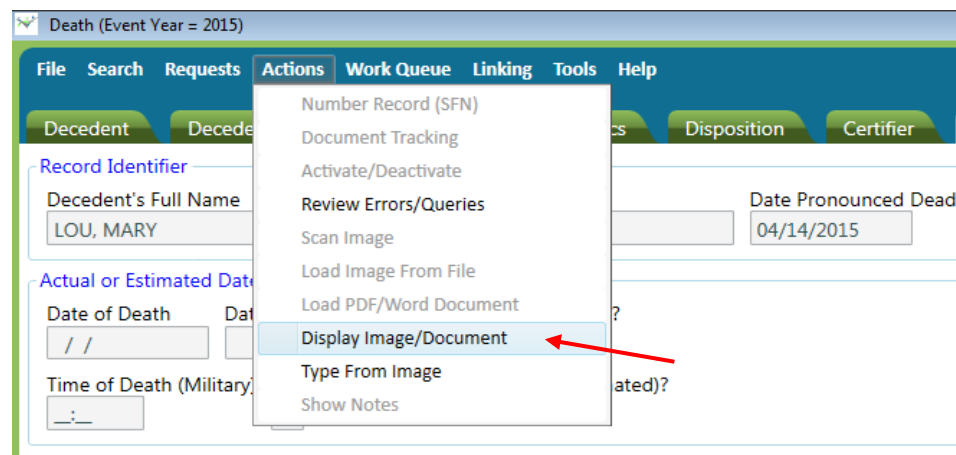 Death (Event Year = 2015)
File Search Requests Actions Work Queue Linking Tools Help
Number Record (SFN)
Document Tracking
Activate/Deactivate
Review Errors/Queries
Scan Image
Load Image From File
Load PDF/Word Document
Display Image/Document
Type From Image
Show Notes
Decedent Decede cs Disposition Certifier
Record Identifier
Decedent's Full Name Date Pronounced Dead
LOU, MARY 04/14/2015
Actual or Estimated Date
Date of Death Dat ?
/ /
Time of Death (Military) ated)?
__:__